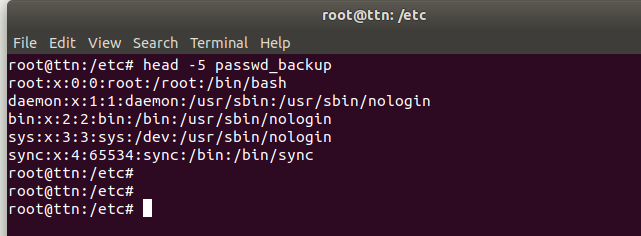 root@ttn: /etc
File Edit View Search Terminal Help
root@ttn:/etc# head -5 passwd_backup
root:x:0:0:root:/root:/bin/bash
daemon:x:1:1:daemon:/usr/sbin:/usr/sbin/nologin
bin:x:2:2:bin:/bin:/usr/sbin/nologin
sys:x:3:3:sys:/dev:/usr/sbin/nologin
sync:x:4:65534:sync:/bin:/bin/sync
root@ttn:/etc#
root@ttn:/etc#
root@ttn:/etc#